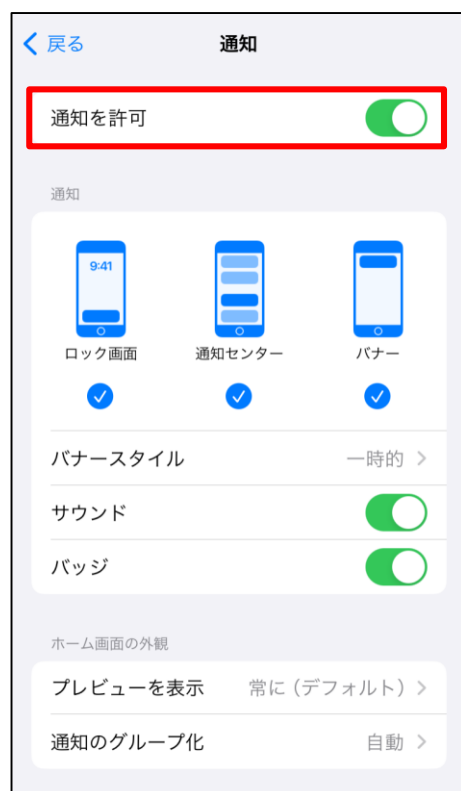 戻る 通知
通知を許可
通知
9:41
ロック画面 通知センター バナー
バナースタイル 一時的
サウンド
バッジ
ホーム画面の外観
プレビューを表示 常に（デフォルト）
通知のグループ化 自動